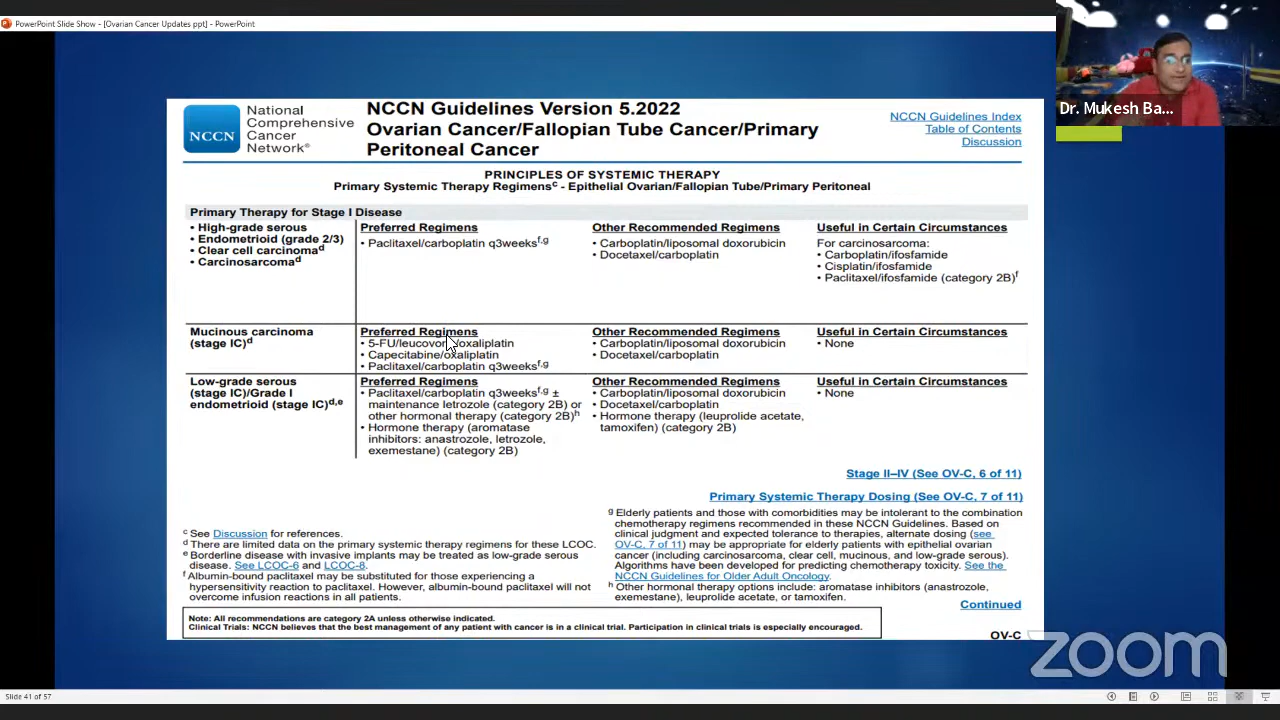 PowerPoint Slide Show - [Ovarian Cancer Updates ppt] - PowerPoint
Dr. Mukesh Ba...
NCCN
National
Comprehensive
Cancer
Network®
NCCN Guidelines Version 5.2022
Ovarian Cancer/Fallopian Tube Cancer/Primary
Peritoneal Cancer
NCCN Guidelines Index
Table of Contents
Discussion
PRINCIPLES OF SYSTEMIC THERAPY
Primary Systemic Therapy Regimensc - Epithelial Ovarian/Fallopian Tube/Primary Peritoneal
Primary Therapy for Stage I Disease
• High-grade serous
• Endometrioid (grade 2/3)
• Clear cell carcinomad
• Carcinosarcomad
Preferred Regimens
• Paclitaxel/carboplatin q3weeksf,g
Other Recommended Regimens
• Carboplatin/liposomal doxorubicin
• Docetaxel/carboplatin
Useful in Certain Circumstances
For carcinosarcoma:
• Carboplatin/ifosfamide
• Cisplatin/ifosfamide
• Paclitaxel/ifosfamide (category 2B)f
Mucinous carcinoma
(stage IC)d
Preferred Regimens
• 5-FU/leucovorin/oxaliplatin
• Capecitabine/oxaliplatin
• Paclitaxel/carboplatin q3weeksf,g
Other Recommended Regimens
• Carboplatin/liposomal doxorubicin
• Docetaxel/carboplatin
Useful in Certain Circumstances
• None
Low-grade serous
(stage IC)/Grade I
endometrioid (stage IC)d,e
Preferred Regimens
• Paclitaxel/carboplatin q3weeksf,g ±
maintenance letrozole (category 2B) or
other hormonal therapy (category 2B)h
• Hormone therapy (aromatase
inhibitors: anastrozole, letrozole,
exemestane) (category 2B)
Other Recommended Regimens
• Carboplatin/liposomal doxorubicin
• Docetaxel/carboplatin
• Hormone therapy (leuprolide acetate,
tamoxifen) (category 2B)
Useful in Certain Circumstances
• None
Stage II–IV (See OV-C, 6 of 11)
Primary Systemic Therapy Dosing (See OV-C, 7 of 11)
c See Discussion for references.
d There are limited data on the primary systemic therapy regimens for these LCOC.
e Borderline disease with invasive implants may be treated as low-grade serous
disease. See LCOC-6 and LCOC-8.
f Albumin-bound paclitaxel may be substituted for those experiencing a
hypersensitivity reaction to paclitaxel. However, albumin-bound paclitaxel will not
overcome infusion reactions in all patients.
g Elderly patients and those with comorbidities may be intolerant to the combination
chemotherapy regimens recommended in these NCCN Guidelines. Based on
clinical judgment and expected tolerance to therapies, alternate dosing (see
OV-C, 7 of 11) may be appropriate for elderly patients with epithelial ovarian
cancer (including carcinosarcoma, clear cell, mucinous, and low-grade serous).
Algorithms have been developed for predicting chemotherapy toxicity. See the
NCCN Guidelines for Older Adult Oncology.
h Other hormonal therapy options include: aromatase inhibitors (anastrozole,
exemestane), leuprolide acetate, or tamoxifen.
Continued
Note: All recommendations are category 2A unless otherwise indicated.
Clinical Trials: NCCN believes that the best management of any patient with cancer is in a clinical trial. Participation in clinical trials is especially encouraged.
OV-C
zoom
Slide 41 of 57